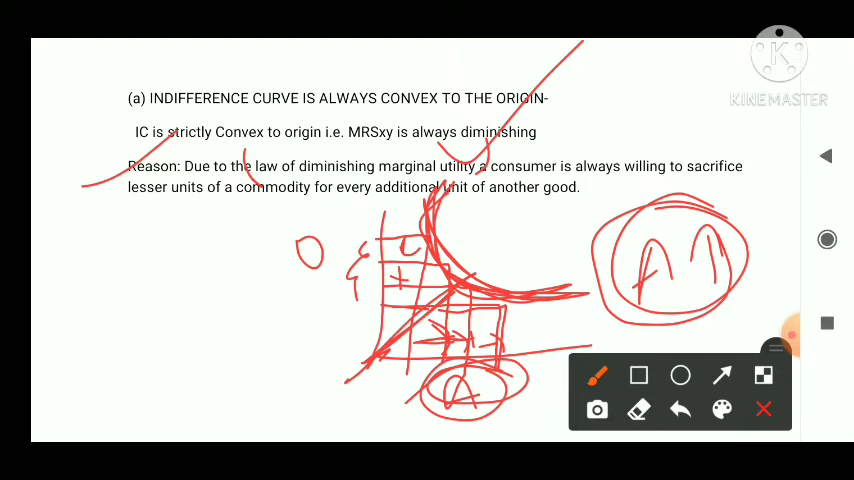 KINEMASTER
(a) INDIFFERENCE CURVE IS ALWAYS CONVEX TO THE ORIGIN-
IC is strictly Convex to origin i.e. MRSxy is always diminishing
Reason: Due to the law of diminishing marginal utility a consumer is always willing to sacrifice
lesser units of a commodity for every additional unit of another good.